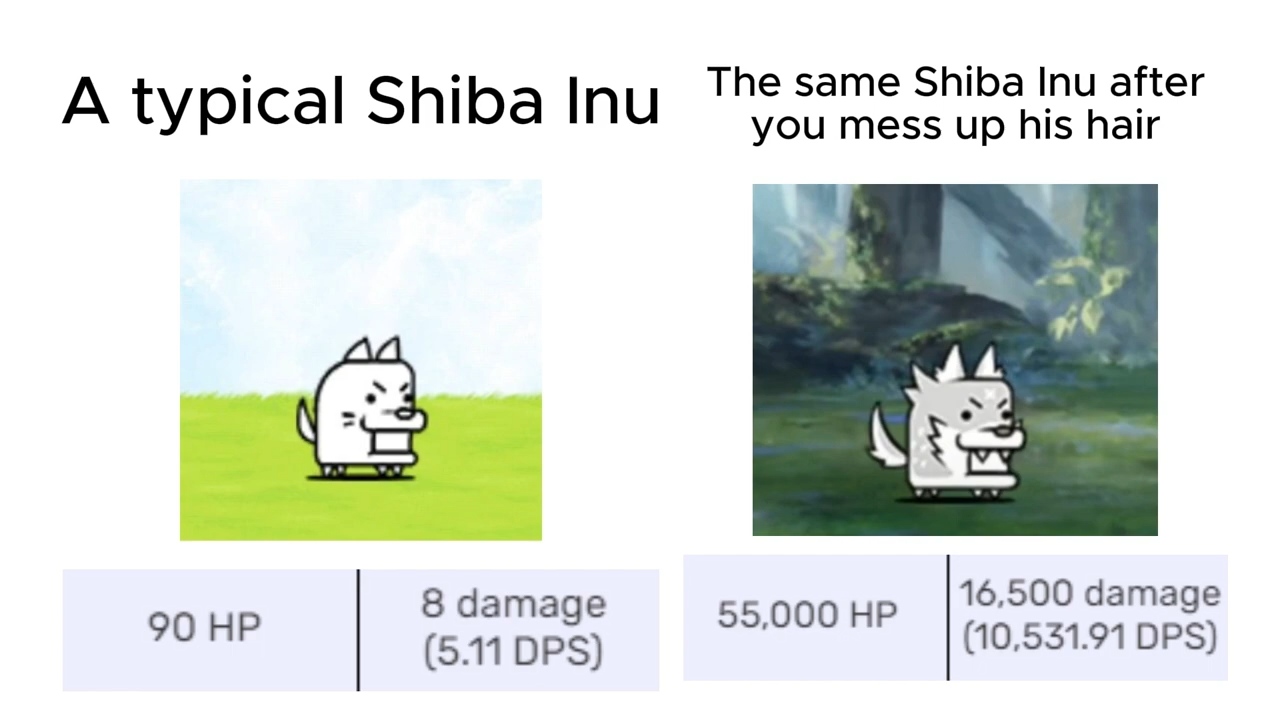 A typical Shiba Inu
The same Shiba Inu after
you mess up his hair
90 HP
8 damage
(5.11 DPS)
55,000 HP
16,500 damage
(10,531.91 DPS)